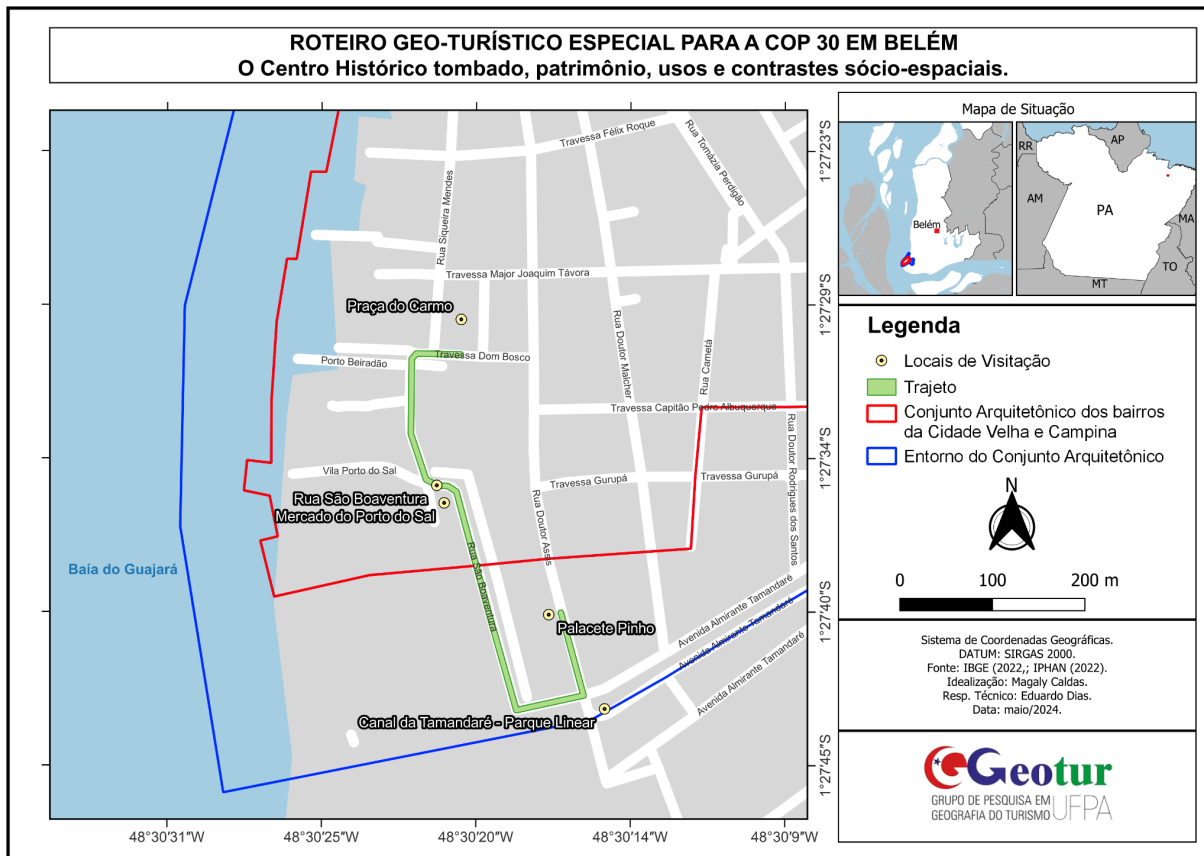 ROTEIRO GEO-TURÍSTICO ESPECIAL PARA A COP 30 EM BELÉM
O Centro Histórico tombado, patrimônio, usos e contrastes sócio-espaciais.
Travessa Félix Roque
Rua Tomázia Perdigão
Rua Siqueira Mendes
Travessa Major Joaquim Távora
Praça do Carmo
Rua Doutor Malcher
Rua Cametá
Travessa Dom Bosco
Porto Beiradão
Travessa Capitão Pedro Albuquerque
Rua Doutor Rodrigues dos Santos
Vila Porto do Sal
Travessa Gurupá
Travessa Gurupá
Rua São Boaventura
Mercado do Porto do Sal
Rua Doutor Assis
Baía do Guajará
Rua São Boaventura
Palacete Pinho
Avenida Almirante Tamandaré
Avenida Almirante Tamandaré
Avenida Almirante Tamandaré
Canal da Tamandaré - Parque Linear
48°30'31"W
48°30'25"W
48°30'20"W
48°30'14"W
48°30'9"W
1°27'23"S
1°27'29"S
1°27'34"S
1°27'40"S
1°27'45"S
Mapa de Situação
Belém
RR
AP
AM
PA
MA
TO
MT
Legenda
Locais de Visitação
Trajeto
Conjunto Arquitetônico dos bairros
da Cidade Velha e Campina
Entorno do Conjunto Arquitetônico
N
0 100 200 m
Sistema de Coordenadas Geográficas.
DATUM: SIRGAS 2000.
Fonte: IBGE (2022,; IPHAN (2022).
Idealização: Magaly Caldas.
Resp. Técnico: Eduardo Dias.
Data: maio/2024.
Geotur
GRUPO DE PESQUISA EM
GEOGRAFIA DO TURISMO
UFPA